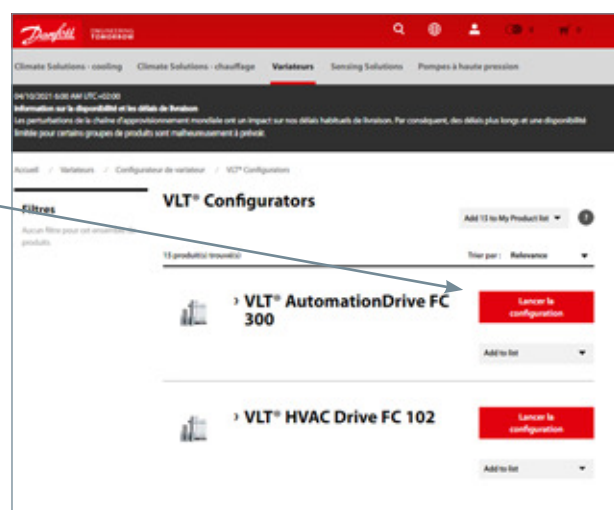 Danfoss ENGINEERING
TOMORROW
Climate Solutions - cooling Climate Solutions - chauffage Variateurs Sensing Solutions Pompes à haute pression
04/10/2021 6:00 AM UTC+02:00
Information sur la disponibilité et les délais de livraison
Les perturbations de la chaîne d'approvisionnement mondiale ont un impact sur nos délais habituels de livraison. Par conséquent, des délais plus longs et une disponibilité
limitée pour certains groupes de produits sont malheureusement à prévoir.
Accueil / Variateurs / Configurateur de variateur / VLT® Configurators
Filtres
Aucun filtre pour cet ensemble de
produits.
VLT® Configurators
Add 15 to My Product list
15 produit(s) trouvé(s)
Trier par : Relevance
› VLT® AutomationDrive FC
300
Lancer la
configuration
Add to list
› VLT® HVAC Drive FC 102
Lancer la
configuration
Add to list